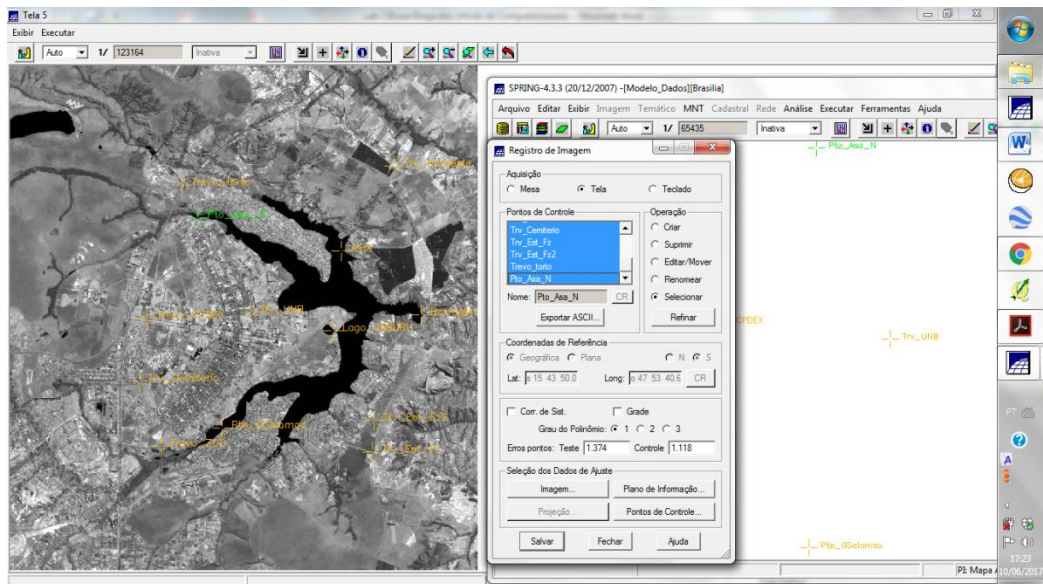 Tela 5
Exibir Executar
Auto 1/ 123164 Inativa
Trevo_torto
Pto_Asa_N
Trv_UNB
Trv_Cemiterio
SPRING-4.3.3 (20/12/2007) -[Modelo_Dados][Brasilia]
Arquivo Editar Exibir Imagem Temático MNT Cadastral Rede Análise Executar Ferramentas Ajuda
Auto 1/ 65435 Inativa
Registro de Imagem
Aquisição
Mesa Tela Teclado
Pontos de Controle
Trv_Cemiterio
Trv_Est_Fz
Trv_Est_Fz2
Trevo_torto
Pto_Asa_N
Nome: Pto_Asa_N CR
Exportar ASCII...
Operação
Criar
Suprimir
Editar/Mover
Renomear
Selecionar
Refinar
Coordenadas de Referência
Geográfica Plana N S
Lat: o 15 43 50.0 Long: o 47 53 40.6 CR
Corr. de Sist. Grade
Grau do Polinômio: 1 2 3
Erros pontos: Teste 1.374 Controle 1.118
Seleção dos Dados de Ajuste
Imagem... Plano de Informação...
Projeção... Pontos de Controle...
Salvar Fechar Ajuda
Pto_Asa_N
PDEX
Trv_UNB
Pte_GSalomao
PI: Mapa
PT
17:23
10/06/2017